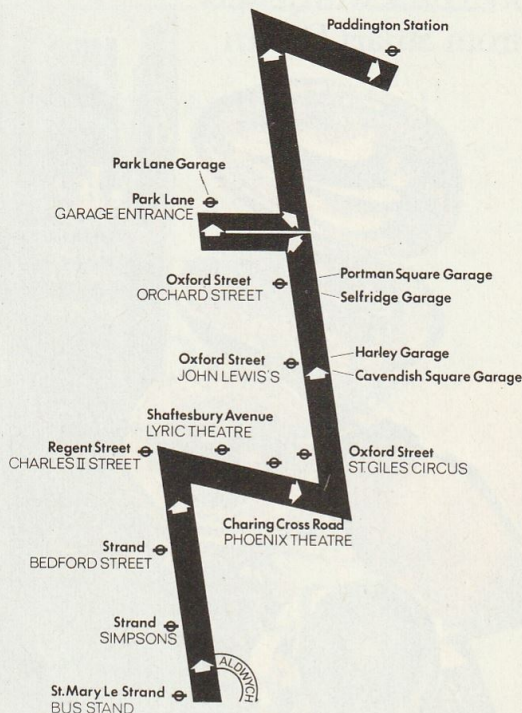 Paddington Station
Park Lane Garage
Park Lane
GARAGE ENTRANCE
Portman Square Garage
Oxford Street
ORCHARD STREET
Selfridge Garage
Harley Garage
Oxford Street
JOHN LEWIS'S
Cavendish Square Garage
Shaftesbury Avenue
LYRIC THEATRE
Regent Street
CHARLES II STREET
Oxford Street
ST. GILES CIRCUS
Charing Cross Road
PHOENIX THEATRE
Strand
BEDFORD STREET
Strand
SIMPSONS
ALDWYCH
St. Mary Le Strand
BUS STAND